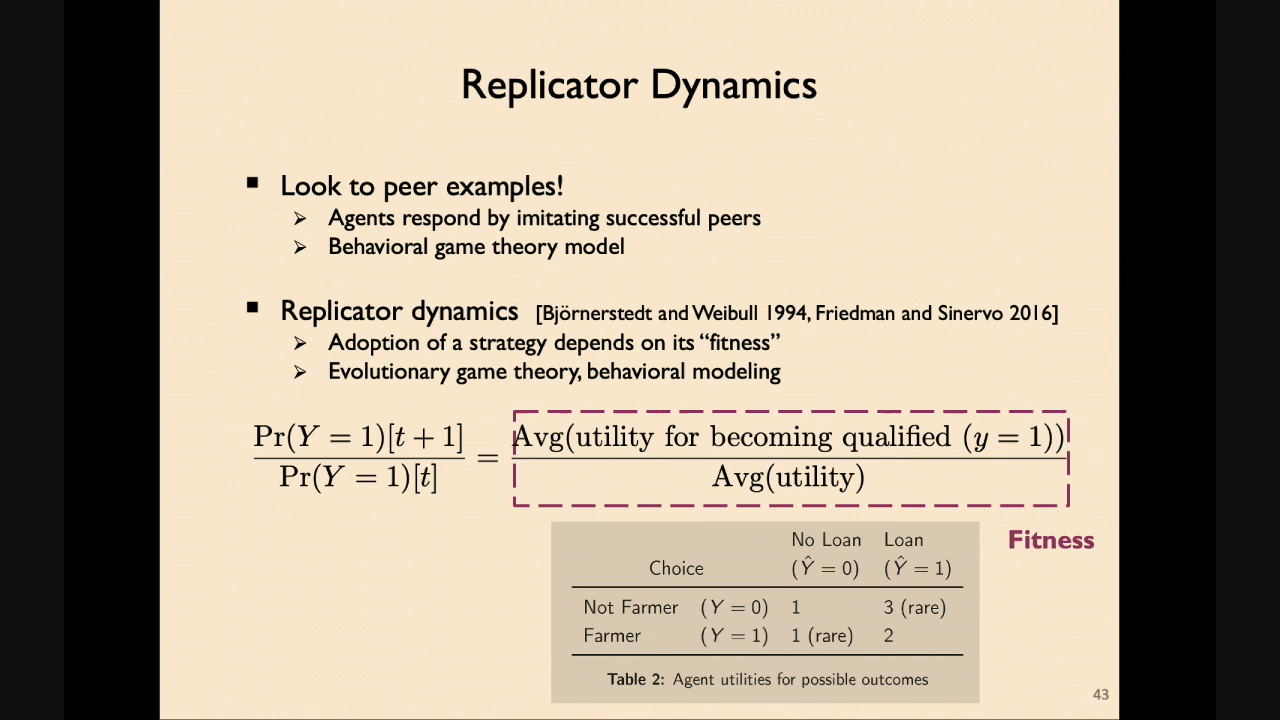 Replicator Dynamics
▪ Look to peer examples!
➢ Agents respond by imitating successful peers
➢ Behavioral game theory model
▪ Replicator dynamics [Björnerstedt and Weibull 1994, Friedman and Sinervo 2016]
➢ Adoption of a strategy depends on its “fitness”
➢ Evolutionary game theory, behavioral modeling
Pr(Y = 1)[t + 1] / Pr(Y = 1)[t] = Avg(utility for becoming qualified (y = 1)) / Avg(utility)
Fitness
No Loan Loan
Choice (Ŷ = 0) (Ŷ = 1)
Not Farmer (Y = 0) 1 3 (rare)
Farmer (Y = 1) 1 (rare) 2
Table 2: Agent utilities for possible outcomes
43